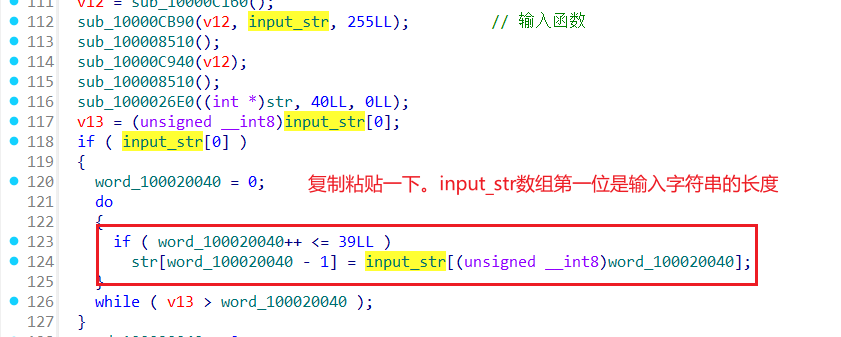 111 v12 = sub_10000C160();
112 sub_10000CB90(v12, input_str, 255LL); // 输入函数
113 sub_100008510();
114 sub_10000C940(v12);
115 sub_100008510();
116 sub_1000026E0((int *)str, 40LL, 0LL);
117 v13 = (unsigned __int8)input_str[0];
118 if ( input_str[0] )
119 {
120 word_100020040 = 0; 复制粘贴一下。input_str数组第一位是输入字符串的长度
121 do
122 {
123 if ( word_100020040++ <= 39LL )
124 str[word_100020040 - 1] = input_str[(unsigned __int8)word_100020040];
125 }
126 while ( v13 > word_100020040 );
127 }